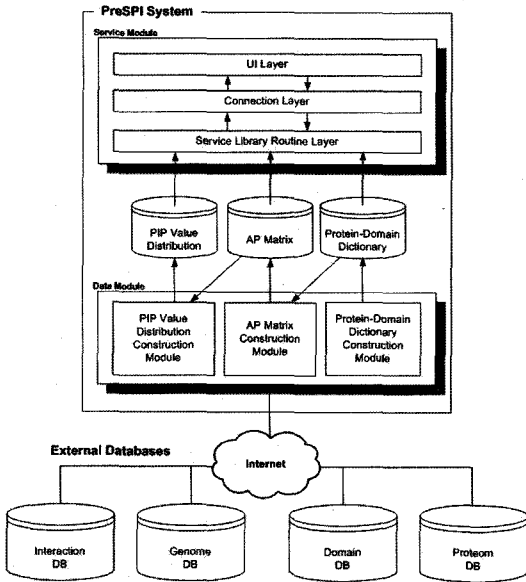 PreSPI System
Service Module
UI Layer
Connection Layer
Service Library Routine Layer
PIP Value
Distribution
AP Matrix
Protein-Domain
Dictionary
Data Module
PIP Value
Distribution
Construction
Module
AP Matrix
Construction
Module
Protein-Domain
Dictionary
Construction
Module
External Databases
Internet
Interaction
DB
Genome
DB
Domain
DB
Proteom
DB